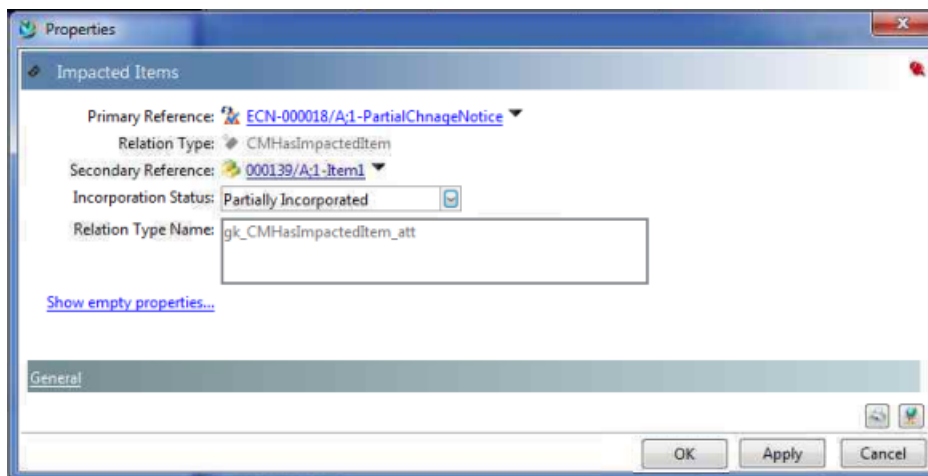 Properties
Impacted Items
Primary Reference: ECN-000018/A;1-PartialChnageNotice
Relation Type: CMHasImpactedItem
Secondary Reference: 000139/A;1-Item1
Incorporation Status: Partially Incorporated
Relation Type Name: gk_CMHasImpactedItem_att
Show empty properties...
General
OK Apply Cancel